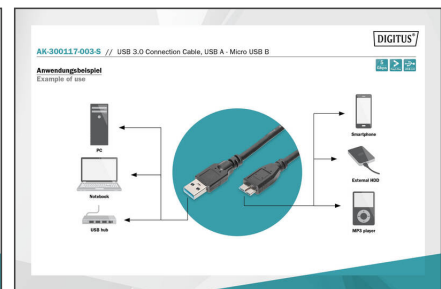 DIGITUS®
AK-300117-003-S // USB 3.0 Connection Cable, USB A - Micro USB B
Anwendungsbeispiel
Example of use
PC
Notebook
USB hub
Smartphone
External HDD
MP3 player